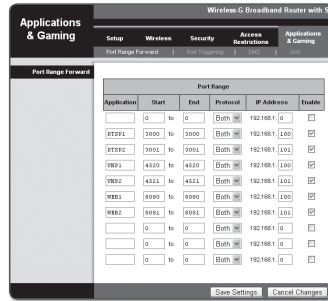 Wireless-G Broadband Router with S
Applications & Gaming
Setup Wireless Security Access Restrictions Applications & Gaming
Port Range Forward | Port Triggering | DMZ | QoS
Port Range Forward
Port Range
Application Start End Protocol IP Address Enable
0 to 0 Both 192.168.1. 0
RTSP1 3000 to 3000 Both 192.168.1. 100
RTSP2 3001 to 3001 Both 192.168.1. 101
VNP1 4520 to 4520 Both 192.168.1. 100
VNP2 4521 to 4521 Both 192.168.1. 101
WEB1 8080 to 8080 Both 192.168.1. 100
WEB2 8081 to 8081 Both 192.168.1. 101
0 to 0 Both 192.168.1. 0
0 to 0 Both 192.168.1. 0
0 to 0 Both 192.168.1. 0
Save Settings Cancel Changes